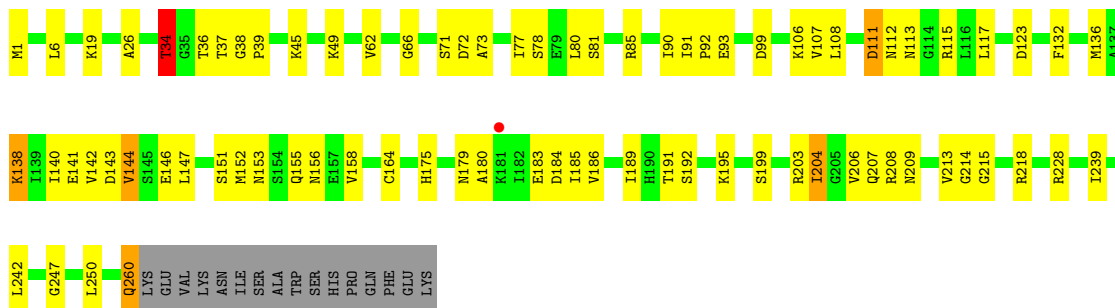 M1 L6 K19 A26 T34 G35 T36 T37 G38 P39 K45 K49 V62 G66 S71 D72 A73 I77 S78 E79 L80 S81 R85 I90 I91 P92 E93 D99 K106 V107 L108 D111 N112 N113 G114 R115 L116 L117 D123 F132 M136 A137
K138 I139 I140 E141 V142 D143 V144 S145 E146 L147 S151 M152 N153 S154 Q155 N156 E157 V158 C164 H175 N179 A180 K181 I182 E183 D184 I185 V186 I189 H190 T191 S192 K195 S199 R203 I204 G205 V206 Q207 R208 N209 V213 G214 G215 R218 R228 I239
L242 G247 L250 Q260 LYS GLU VAL LYS ASN ILE SER ALA TRP SER HIS PRO GLN PHE GLU LYS